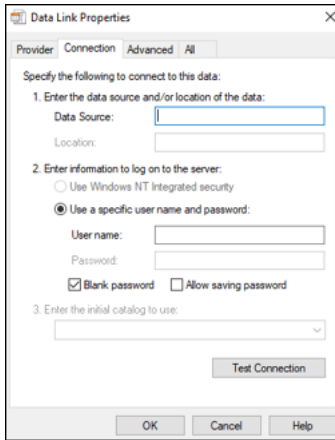 Data Link Properties
Provider Connection Advanced All
Specify the following to connect to this data:
1. Enter the data source and/or location of the data:
Data Source:
Location:
2. Enter information to log on to the server:
Use Windows NT Integrated security
Use a specific user name and password:
User name:
Password:
Blank password Allow saving password
3. Enter the initial catalog to use:
Test Connection
OK Cancel Help